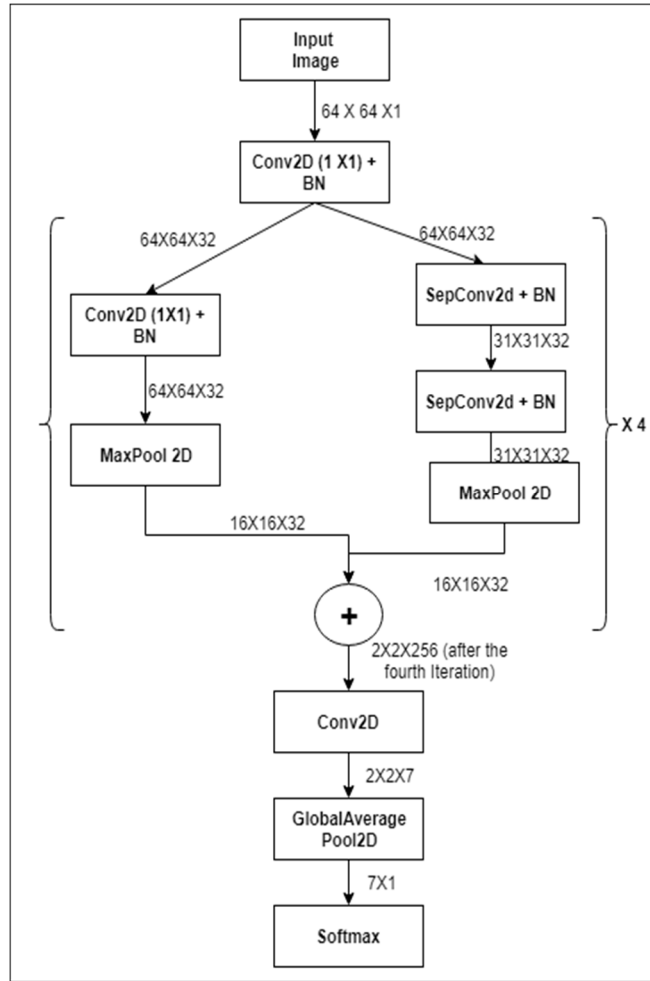 Input
Image
64 X 64 X1
Conv2D (1 X1) +
BN
64X64X32
64X64X32
Conv2D (1X1) +
BN
SepConv2d + BN
64X64X32
31X31X32
SepConv2d + BN
MaxPool 2D
31X31X32
MaxPool 2D
X 4
16X16X32
16X16X32
+
2X2X256 (after the
fourth Iteration)
Conv2D
2X2X7
GlobalAverage
Pool2D
7X1
Softmax